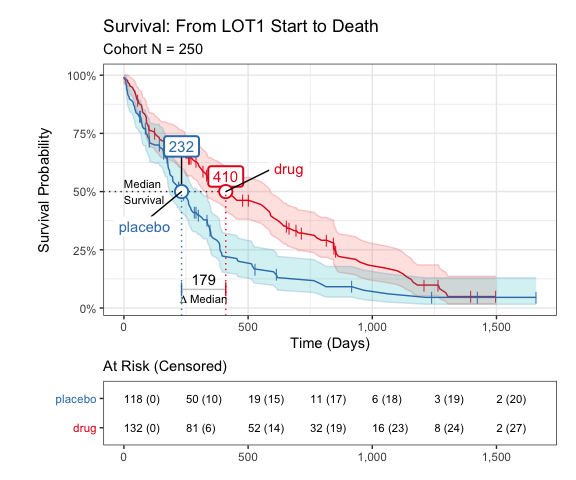 Survival: From LOT1 Start to Death
Cohort N = 250
Survival Probability
100%
75%
50%
25%
0%
232
410
drug
Median
Survival
placebo
179
Δ Median
0 500 1,000 1,500
Time (Days)
At Risk (Censored)
placebo 118 (0) 50 (10) 19 (15) 11 (17) 6 (18) 3 (19) 2 (20)
drug 132 (0) 81 (6) 52 (14) 32 (19) 16 (23) 8 (24) 2 (27)
0 500 1,000 1,500